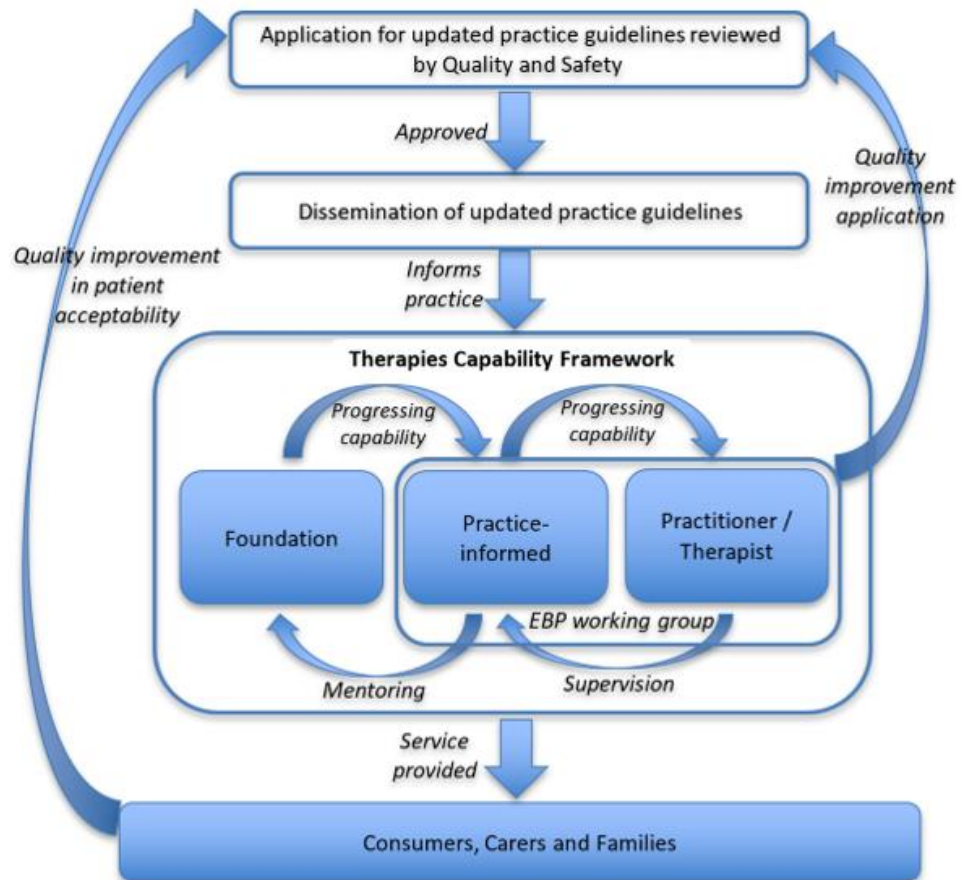 Application for updated practice guidelines reviewed
by Quality and Safety
Approved
Quality
improvement
application
Dissemination of updated practice guidelines
Quality improvement
in patient
acceptability
Informs
practice
Therapies Capability Framework
Progressing
capability
Progressing
capability
Foundation
Practice-
informed
Practitioner /
Therapist
EBP working group
Mentoring
Supervision
Service
provided
Consumers, Carers and Families